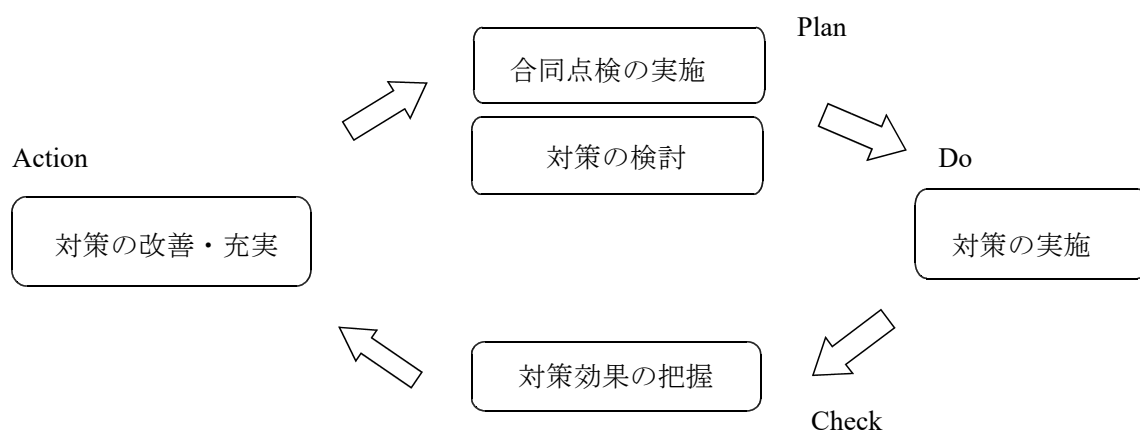 Plan
合同点検の実施
対策の検討
Action
Do
対策の改善・充実
対策の実施
対策効果の把握
Check